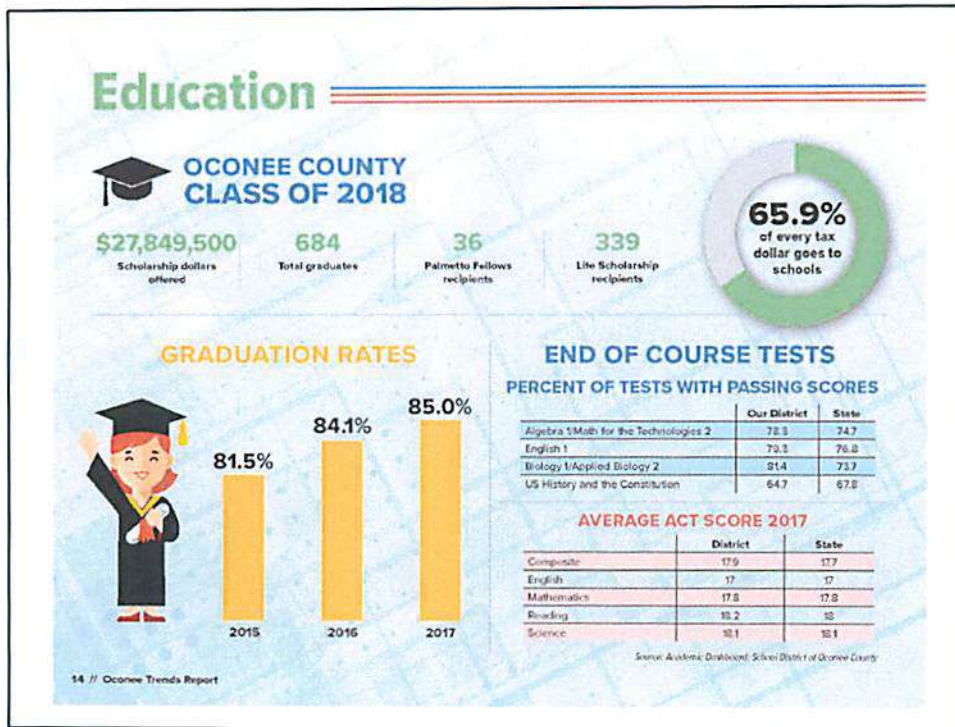 Education
OCONEE COUNTY
CLASS OF 2018
$27,849,500
Scholarship dollars
offered
684
Total graduates
36
Palmetto Fellows
recipients
339
Life Scholarship
recipients
65.9%
of every tax
dollar goes to
schools
GRADUATION RATES
81.5%
84.1%
85.0%
2015
2016
2017
END OF COURSE TESTS
PERCENT OF TESTS WITH PASSING SCORES
Our District State
Algebra 1/Math for the Technologies 2 78.3 74.7
English 1 79.3 76.8
Biology 1/Applied Biology 2 81.4 73.7
US History and the Constitution 64.7 67.8
AVERAGE ACT SCORE 2017
District State
Composite 17.9 17.7
English 17 17
Mathematics 17.8 17.8
Reading 18.2 18
Science 18.1 18.1
Source: Academic Dashboard: School District of Oconee County
14 // Oconee Trends Report